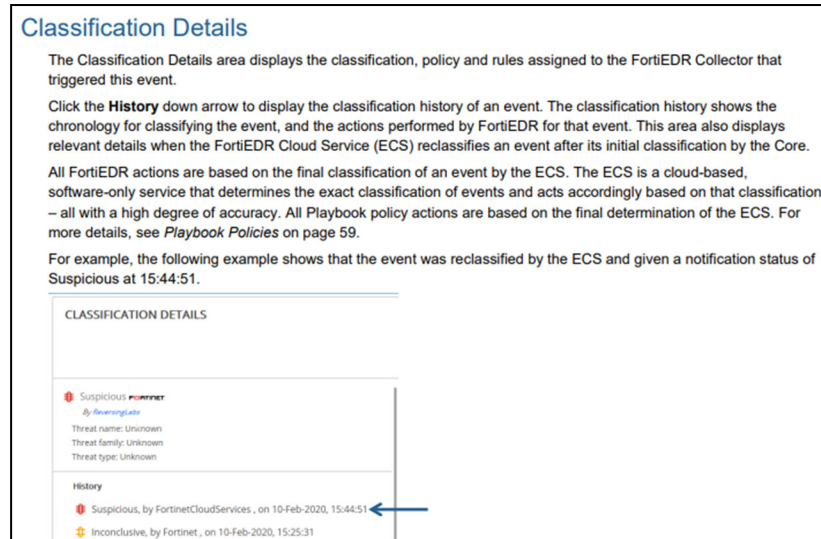 Classification Details
The Classification Details area displays the classification, policy and rules assigned to the FortiEDR Collector that
triggered this event.
Click the History down arrow to display the classification history of an event. The classification history shows the
chronology for classifying the event, and the actions performed by FortiEDR for that event. This area also displays
relevant details when the FortiEDR Cloud Service (ECS) reclassifies an event after its initial classification by the Core.
All FortiEDR actions are based on the final classification of an event by the ECS. The ECS is a cloud-based,
software-only service that determines the exact classification of events and acts accordingly based on that classification
– all with a high degree of accuracy. All Playbook policy actions are based on the final determination of the ECS. For
more details, see Playbook Policies on page 59.
For example, the following example shows that the event was reclassified by the ECS and given a notification status of
Suspicious at 15:44:51.
CLASSIFICATION DETAILS
Suspicious FORTINET
By ReversingLabs
Threat name: Unknown
Threat family: Unknown
Threat type: Unknown
History
Suspicious, by FortinetCloudServices , on 10-Feb-2020, 15:44:51
Inconclusive, by Fortinet , on 10-Feb-2020, 15:25:31